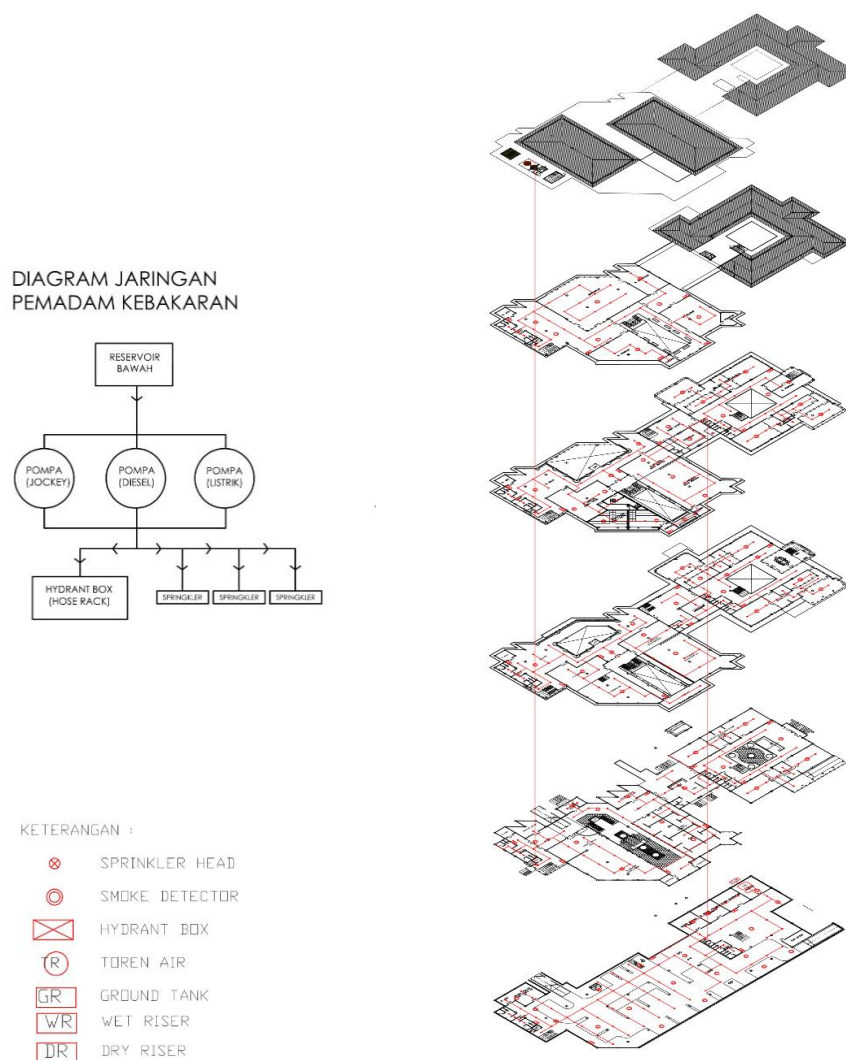 DIAGRAM JARINGAN
PEMADAM KEBAKARAN
RESERVOIR
BAWAH
POMPA
(JOCKEY)
POMPA
(DIESEL)
POMPA
(LISTRIK)
HYDRANT BOX
(HOSE RACK)
SPRINGKLER
SPRINGKLER
SPRINGKLER
KETERANGAN :
SPRINKLER HEAD
SMOKE DETECTOR
HYDRANT BOX
TR TOREN AIR
GR GROUND TANK
WR WET RISER
DR DRY RISER